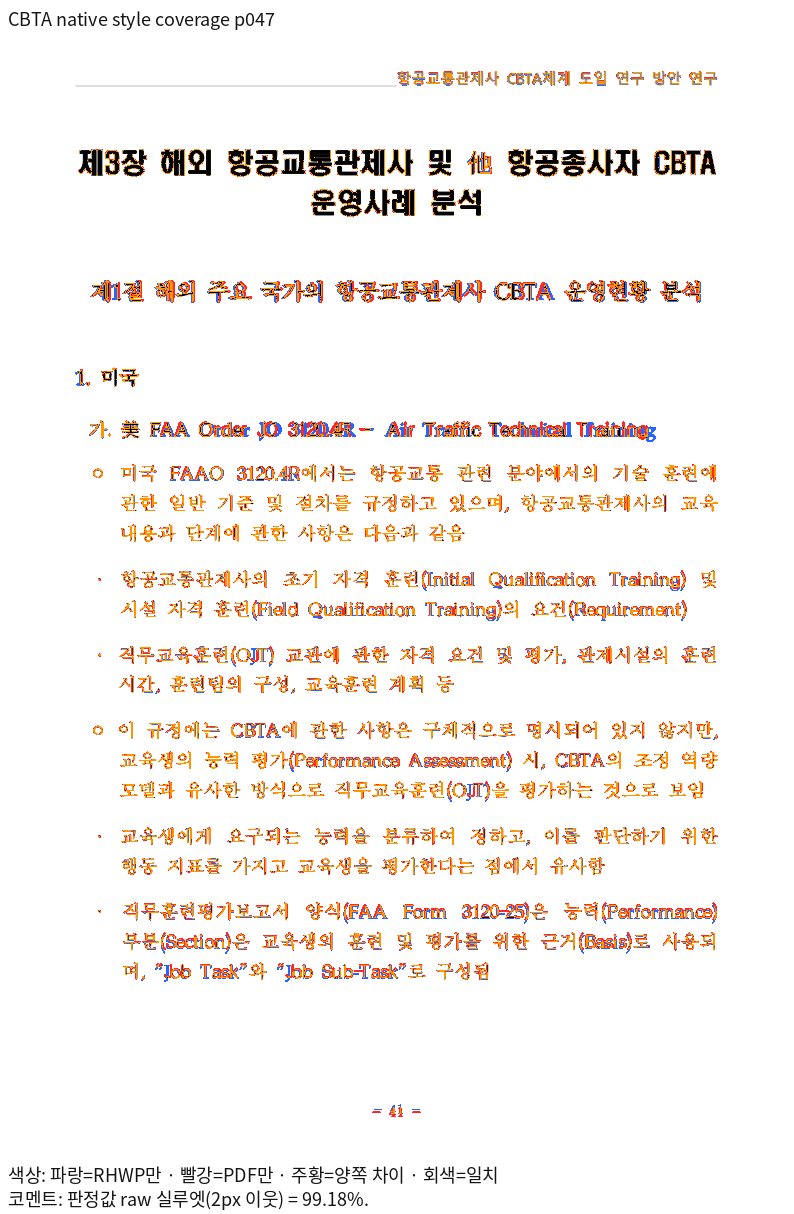 CBTA native style coverage p047
항공교통관제사 CBTA체계 도입 연구 방안 연구
제3장 해외 항공교통관제사 및 他 항공종사자 CBTA
운영사례 분석
제1절 해외 주요 국가의 항공교통관제사 CBTA 운영현황 분석
1. 미국
가. 美 FAA Order JO 3120.4R - Air Traffic Technical Training
○ 미국 FAAO 3120.4R에서는 항공교통 관련 분야에서의 기술 훈련에
관한 일반 기준 및 절차를 규정하고 있으며, 항공교통관제사의 교육
내용과 단계에 관한 사항은 다음과 같음
· 항공교통관제사의 초기 자격 훈련(Initial Qualification Training) 및
시설 자격 훈련(Field Qualification Training)의 요건(Requirement)
· 직무교육훈련(OJT) 교관에 관한 자격 요건 및 평가, 관제시설의 훈련
시간, 훈련팀의 구성, 교육훈련 계획 등
○ 이 규정에는 CBTA에 관한 사항은 구체적으로 명시되어 있지 않지만,
교육생의 능력 평가(Performance Assessment) 시, CBTA의 조정 역량
모델과 유사한 방식으로 직무교육훈련(OJT)을 평가하는 것으로 보임
· 교육생에게 요구되는 능력을 분류하여 정하고, 이를 판단하기 위한
행동 지표를 가지고 교육생을 평가한다는 점에서 유사함
· 직무훈련평가보고서 양식(FAA Form 3120-25)은 능력(Performance)
부분(Section)은 교육생의 훈련 및 평가를 위한 근거(Basis)로 사용되
며, "Job Task"와 "Job Sub-Task"로 구성됨
- 41 -
색상: 파랑=RHWP만 · 빨강=PDF만 · 주황=양쪽 차이 · 회색=일치
코멘트: 판정값 raw 실루엣(2px 이웃) = 99.18%.